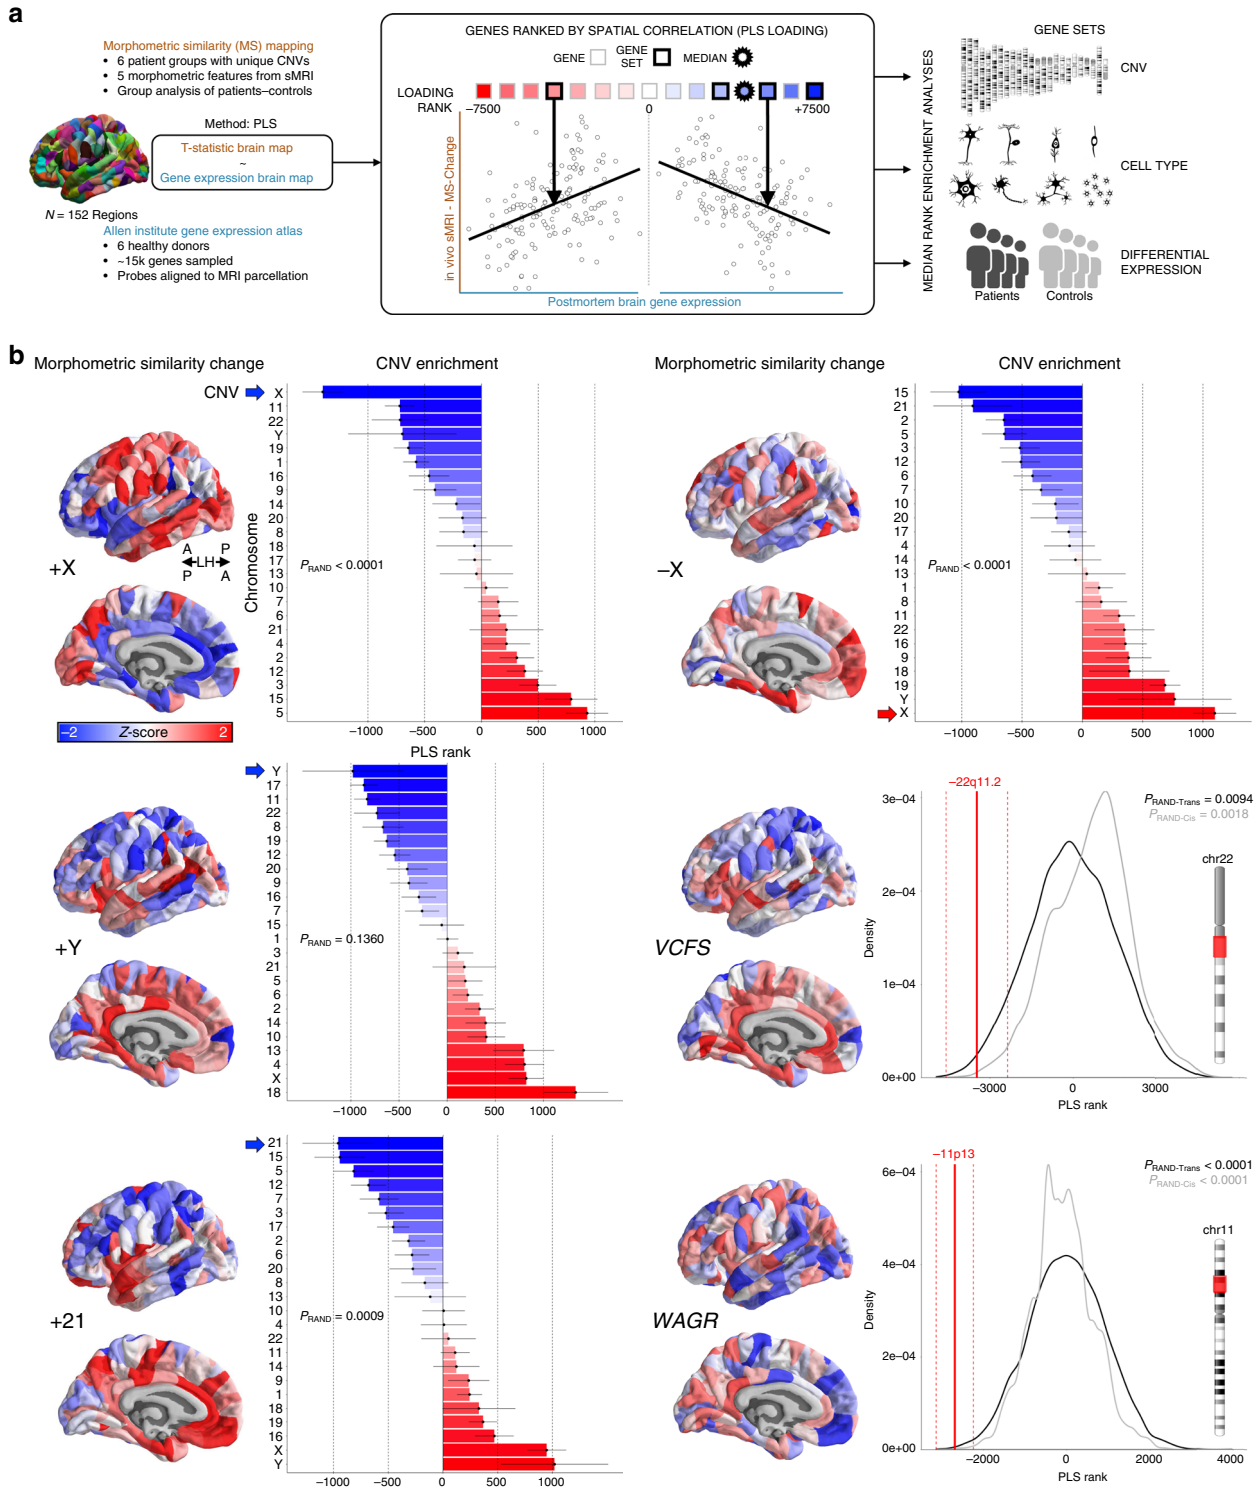 a
Morphometric similarity (MS) mapping
• 6 patient groups with unique CNVs
• 5 morphometric features from sMRI
• Group analysis of patients–controls
Method: PLS
T-statistic brain map
~
Gene expression brain map
N = 152 Regions
Allen institute gene expression atlas
• 6 healthy donors
• ~15k genes sampled
• Probes aligned to MRI parcellation
GENES RANKED BY SPATIAL CORRELATION (PLS LOADING)
GENE
GENE SET
MEDIAN
LOADING RANK
−7500
0
+7500
in vivo sMRI - MS-Change
Postmortem brain gene expression
MEDIAN RANK ENRICHMENT ANALYSES
GENE SETS
CNV
CELL TYPE
DIFFERENTIAL EXPRESSION
Patients
Controls
b
Morphometric similarity change
CNV enrichment
CNV
X
11
22
Y
19
1
16
9
14
20
8
18
17
13
10
7
6
21
4
2
12
3
15
5
Chromosome
P RAND < 0.0001
+X
A
P
LH
P
A
−2
Z-score
2
−1000
−500
0
500
1000
PLS rank
Morphometric similarity change
CNV enrichment
15
21
2
5
3
12
6
7
10
20
17
4
14
13
1
8
11
22
16
9
18
19
Y
X
P RAND < 0.0001
−X
−1000
−500
0
500
1000
Y
17
11
22
8
19
12
20
9
16
7
15
1
3
21
5
6
2
14
10
13
4
X
18
P RAND = 0.1360
+Y
−1000
−500
0
500
1000
VCFS
−22q11.2
P RAND-Trans = 0.0094
P RAND-Cis = 0.0018
chr22
3e−04
2e−04
1e−04
0e+00
Density
−3000
0
3000
PLS rank
21
15
5
12
7
3
17
2
6
20
8
13
10
4
22
11
14
9
1
18
19
16
X
Y
P RAND = 0.0009
+21
−1000
−500
0
500
1000
WAGR
−11p13
P RAND-Trans < 0.0001
P RAND-Cis < 0.0001
chr11
6e−04
4e−04
2e−04
0e+00
Density
−2000
0
2000
4000
PLS rank